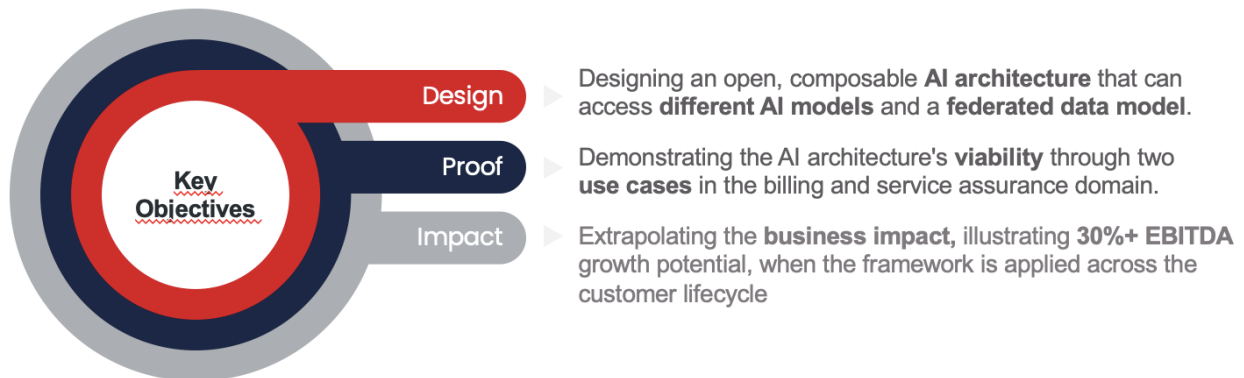 Key
Objectives
Design
Designing an open, composable AI architecture that can
access different AI models and a federated data model.
Proof
Demonstrating the AI architecture's viability through two
use cases in the billing and service assurance domain.
Impact
Extrapolating the business impact, illustrating 30%+ EBITDA
growth potential, when the framework is applied across the
customer lifecycle